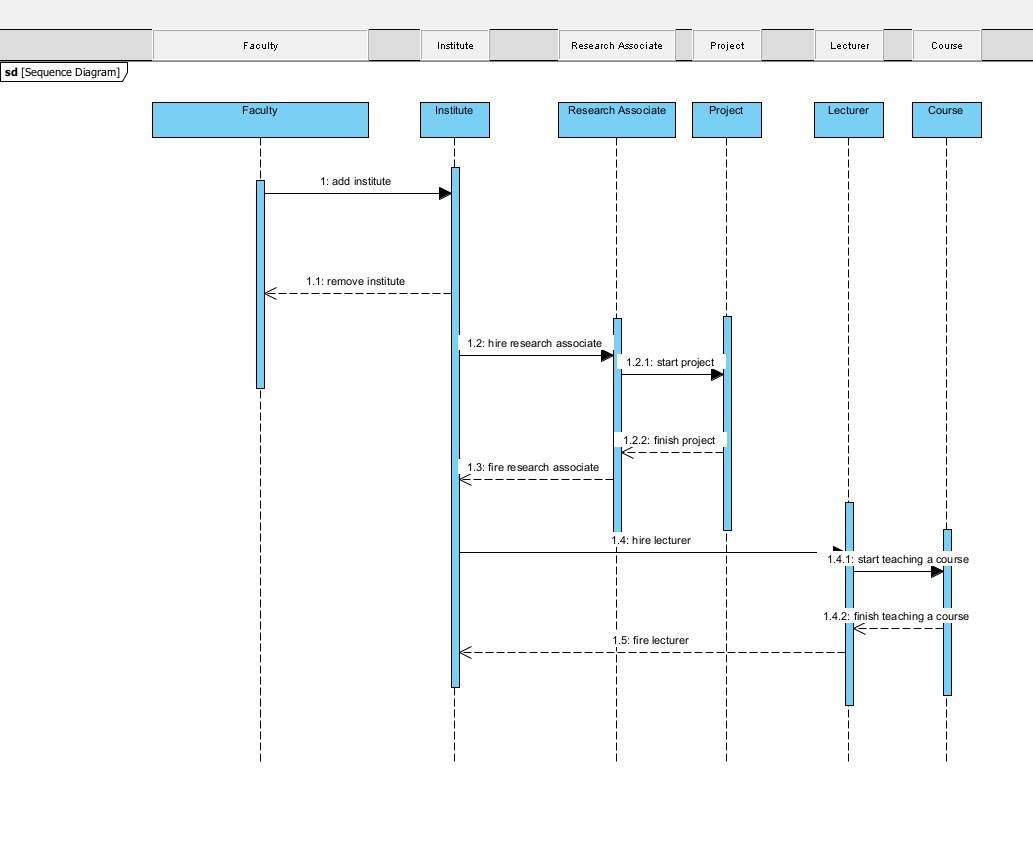 Faculty
Institute
Research Associate
Project
Lecturer
Course
sd [Sequence Diagram]
Faculty
Institute
Research Associate
Project
Lecturer
Course
1: add institute
1.1: remove institute
1.2: hire research associate
1.2.1: start project
1.2.2: finish project
1.3: fire research associate
1.4: hire lecturer
1.4.1: start teaching a course
1.4.2: finish teaching a course
1.5: fire lecturer